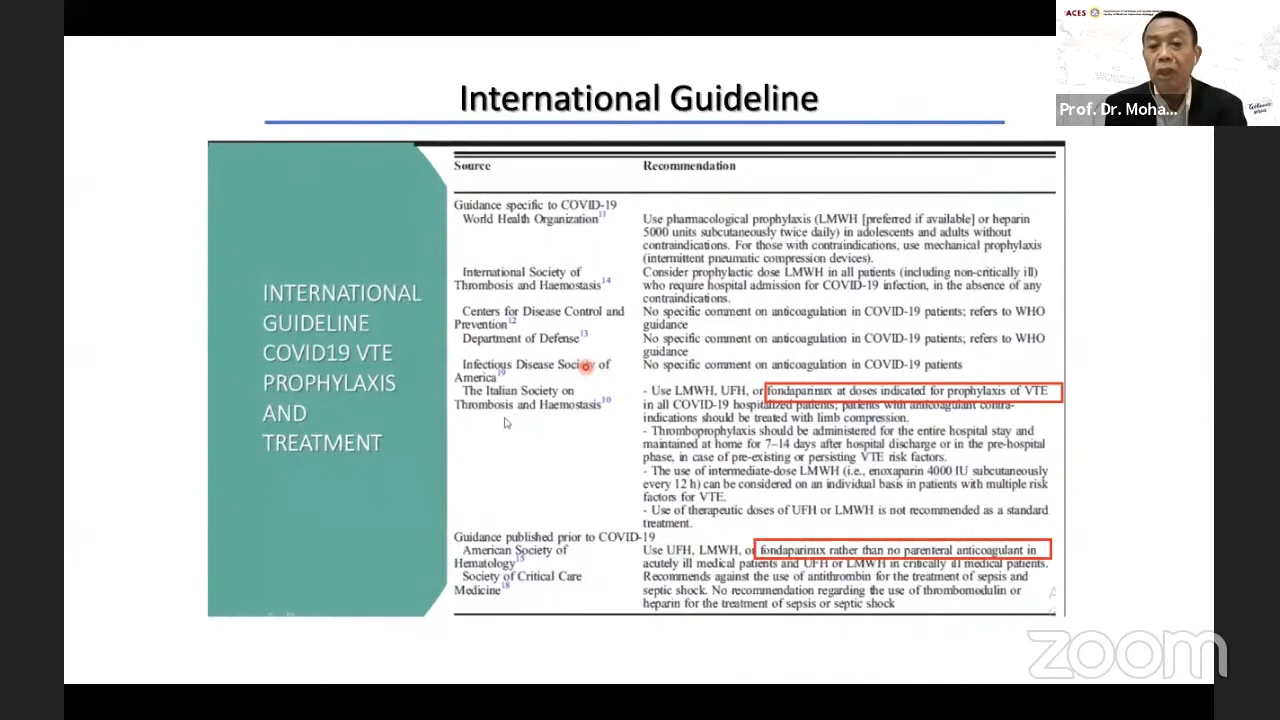 ACES
Prof. Dr. Moha...
International Guideline
INTERNATIONAL
GUIDELINE
COVID19 VTE
PROPHYLAXIS
AND
TREATMENT
Source Recommendation
Guidance specific to COVID-19
World Health Organization11 Use pharmacological prophylaxis (LMWH [preferred if available] or heparin
5000 units subcutaneously twice daily) in adolescents and adults without
contraindications. For those with contraindications, use mechanical prophylaxis
(intermittent pneumatic compression devices).
International Society of Consider prophylactic dose LMWH in all patients (including non-critically ill)
Thrombosis and Haemostasis14 who require hospital admission for COVID-19 infection, in the absence of any
contraindications.
Centers for Disease Control and No specific comment on anticoagulation in COVID-19 patients; refers to WHO
Prevention12 guidance
Department of Defense13 No specific comment on anticoagulation in COVID-19 patients; refers to WHO
guidance
Infectious Disease Society of No specific comment on anticoagulation in COVID-19 patients
America19
The Italian Society on - Use LMWH, UFH, or fondaparinux at doses indicated for prophylaxis of VTE
Thrombosis and Haemostasis10 in all COVID-19 hospitalized patients; patients with anticoagulant contra-
indications should be treated with limb compression.
- Thromboprophylaxis should be administered for the entire hospital stay and
maintained at home for 7–14 days after hospital discharge or in the pre-hospital
phase, in case of pre-existing or persisting VTE risk factors.
- The use of intermediate-dose LMWH (i.e., enoxaparin 4000 IU subcutaneously
every 12 h) can be considered on an individual basis in patients with multiple risk
factors for VTE.
- Use of therapeutic doses of UFH or LMWH is not recommended as a standard
treatment.
Guidance published prior to COVID-19
American Society of Use UFH, LMWH, or fondaparinux rather than no parenteral anticoagulant in
Hematology15 acutely ill medical patients and UFH or LMWH in critically ill medical patients.
Society of Critical Care Recommends against the use of antithrombin for the treatment of sepsis and
Medicine18 septic shock. No recommendation regarding the use of thrombomodulin or
heparin for the treatment of sepsis or septic shock
zoom